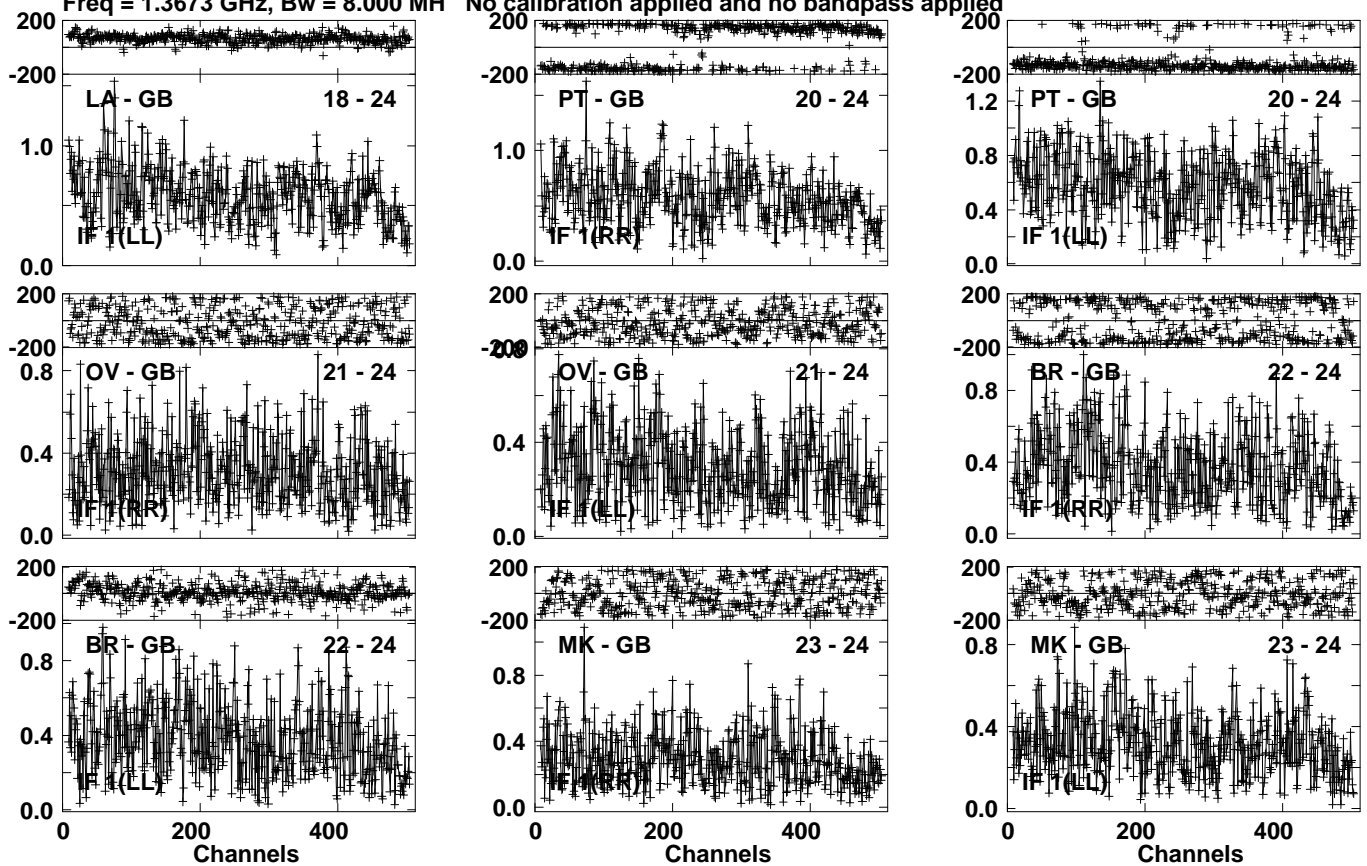 Freq = 1.3673 GHz, Bw = 8.000 MH No calibration applied and no bandpass applied
200 200 200
-200 -200 -200
LA - GB 18 - 24 PT - GB 20 - 24 PT - GB 20 - 24
1.2
1.0 1.0
0.8
0.4
IF 1(LL) IF 1(RR) IF 1(LL)
0.0 0.0 0.0
200 200 200
-200 -200 -200
0.8
OV - GB 21 - 24 OV - GB 21 - 24 BR - GB 22 - 24
0.8 0.8
0.4 0.4 0.4
IF 1(RR) IF 1(LL) IF 1(RR)
0.0 0.0 0.0
200 200 200
-200 -200 -200
BR - GB 22 - 24 MK - GB 23 - 24 MK - GB 23 - 24
0.8 0.8 0.8
0.4 0.4 0.4
IF 1(LL) IF 1(RR) IF 1(LL)
0.0 0.0 0.0
0 200 400 0 200 400 0 200 400
Channels Channels Channels